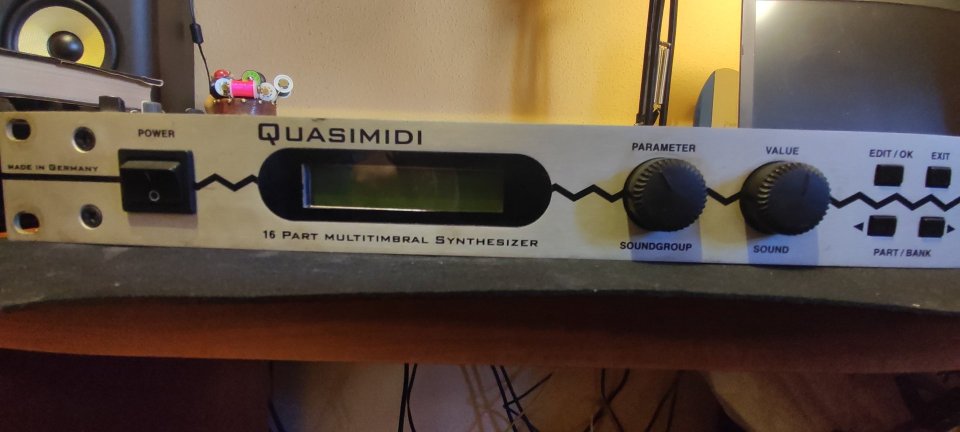 POWER
QUASIMIDI
PARAMETER
VALUE
EDIT / OK
EXIT
MADE IN GERMANY
16 PART MULTITIMBRAL SYNTHESIZER
SOUNDGROUP
SOUND
PART / BANK